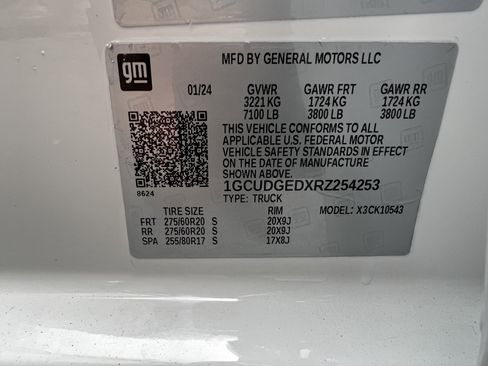 gm
MFD BY GENERAL MOTORS LLC
01/24 GVWR GAWR FRT GAWR RR
3221 KG 1724 KG 1724 KG
7100 LB 3800 LB 3800 LB
THIS VEHICLE CONFORMS TO ALL
APPLICABLE U.S. FEDERAL MOTOR
VEHICLE SAFETY STANDARDS IN EFFECT
ON THE DATE OF MANUFACTURE
SHOWN ABOVE.
8624
1GCUDGEDXRZ254253
TYPE: TRUCK
MODEL: X3CK10543
TIRE SIZE RIM
FRT 275/60R20 S 20X9J
RR 275/60R20 S 20X9J
SPA 255/80R17 S 17X8J